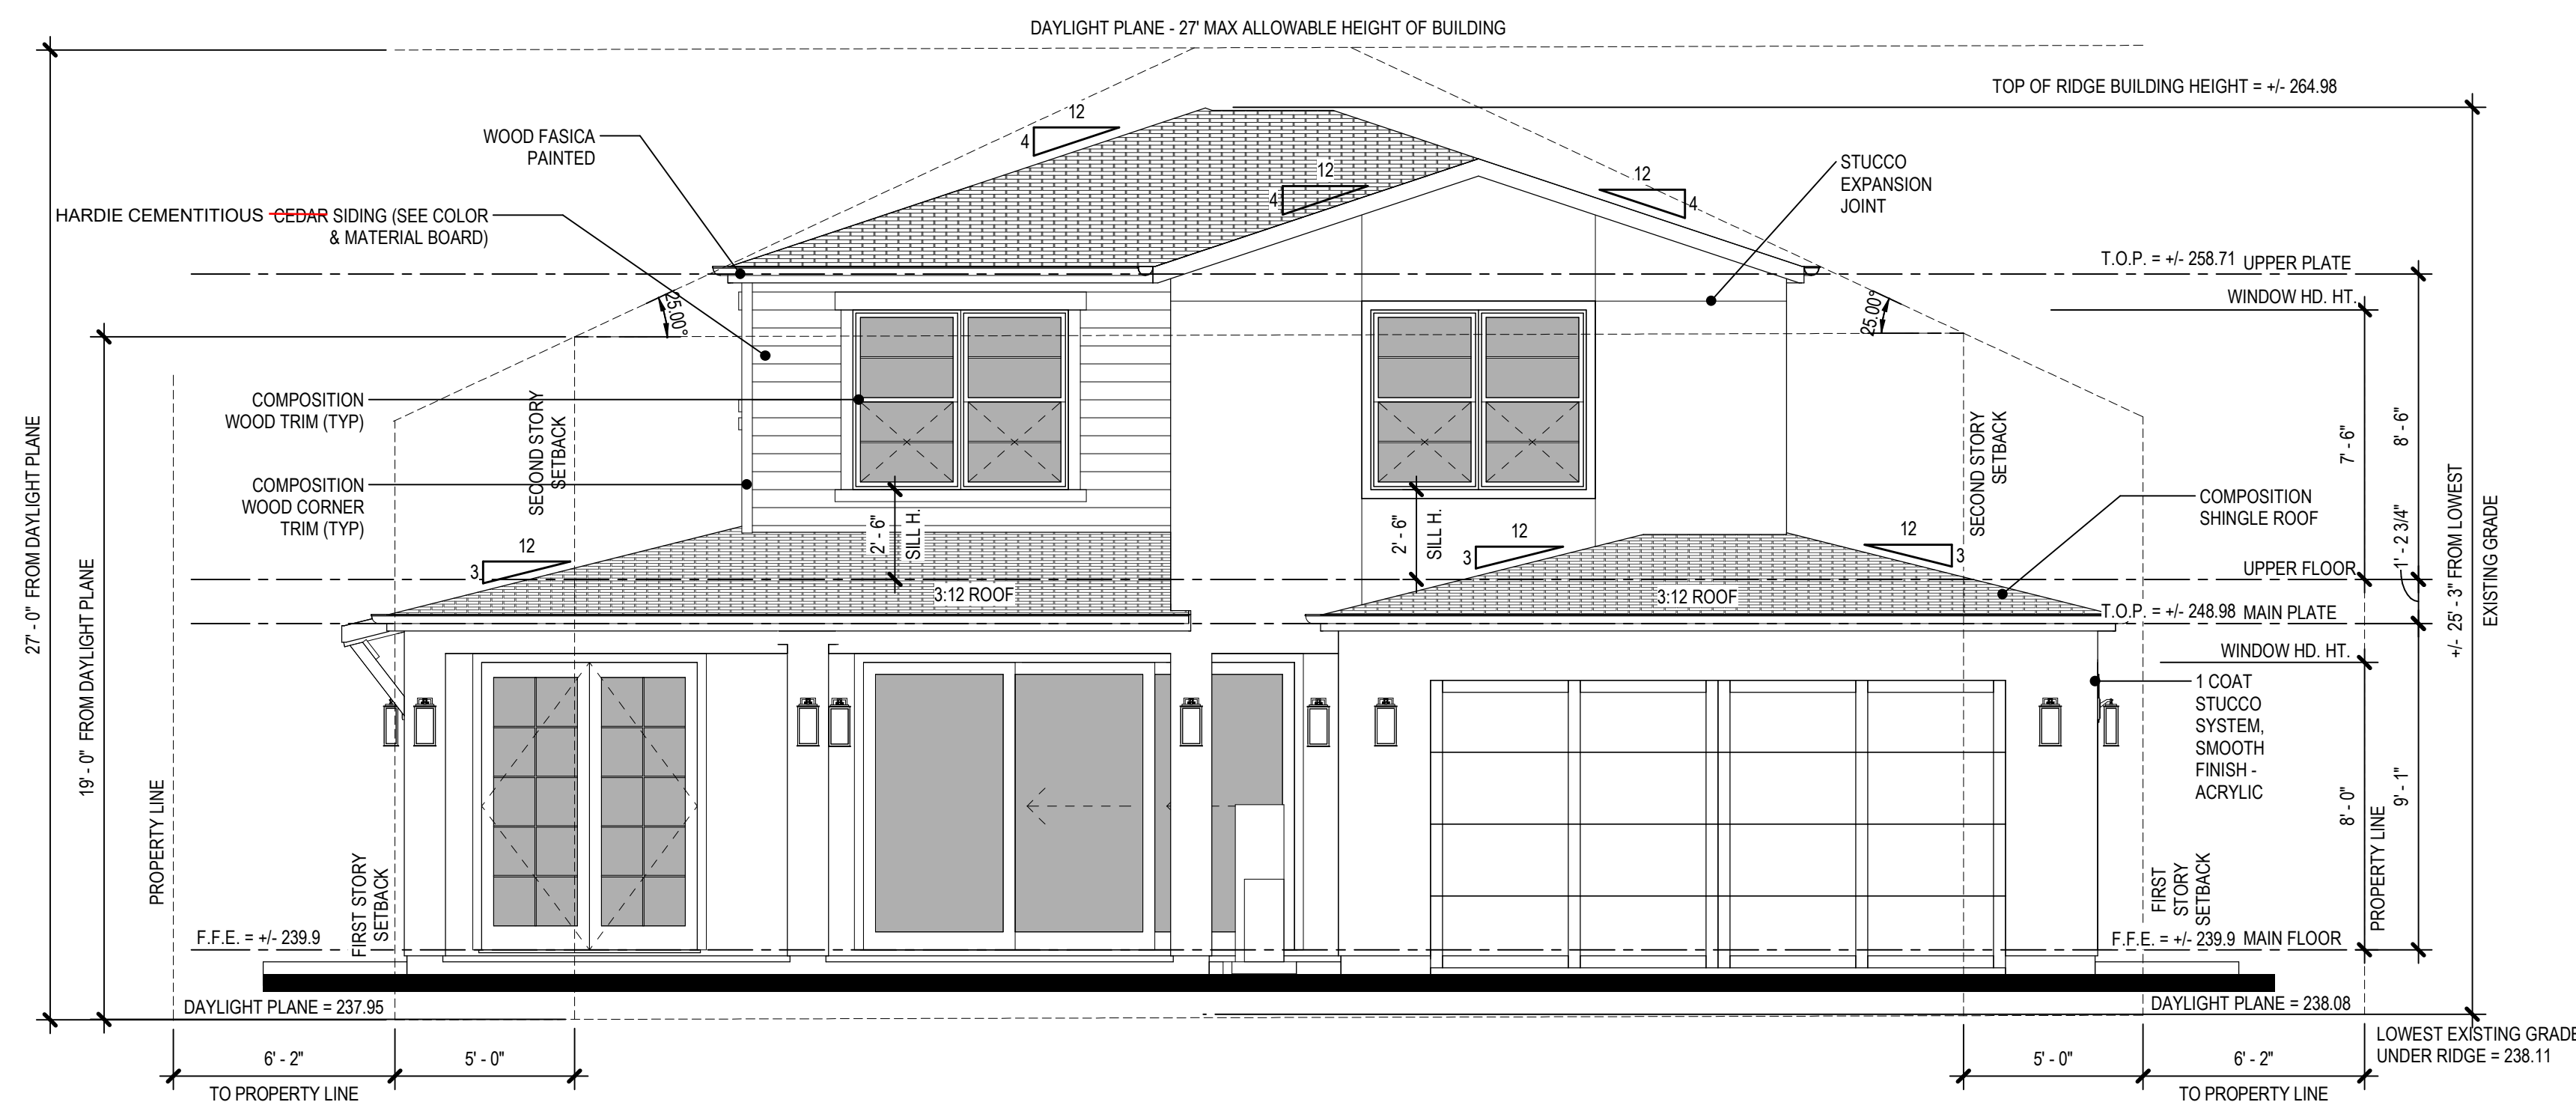 DAYLIGHT PLANE - 27' MAX ALLOWABLE HEIGHT OF BUILDING
TOP OF RIDGE BUILDING HEIGHT = +/- 264.98
12
4
WOOD FASICA
PAINTED
12
4
12
4
STUCCO
EXPANSION
JOINT
HARDIE CEMENTITIOUS CEDAR SIDING (SEE COLOR
& MATERIAL BOARD)
T.O.P. = +/- 258.71 UPPER PLATE
WINDOW HD. HT.
25.00°
25.00°
COMPOSITION
WOOD TRIM (TYP)
SECOND STORY
SETBACK
SECOND STORY
SETBACK
27' - 0" FROM DAYLIGHT PLANE
19' - 0" FROM DAYLIGHT PLANE
7' - 6"
8' - 6"
COMPOSITION
WOOD CORNER
TRIM (TYP)
COMPOSITION
SHINGLE ROOF
+/- 25' - 3" FROM LOWEST
EXISTING GRADE
2' - 6"
SILL H.
2' - 6"
SILL H.
12
3
12
3
12
3
1' - 2 3/4"
UPPER FLOOR
3:12 ROOF
3:12 ROOF
T.O.P. = +/- 248.98 MAIN PLATE
WINDOW HD. HT.
1 COAT
STUCCO
SYSTEM,
SMOOTH
FINISH -
ACRYLIC
8' - 0"
9' - 1"
PROPERTY LINE
PROPERTY LINE
FIRST STORY
SETBACK
FIRST
STORY
SETBACK
F.F.E. = +/- 239.9
F.F.E. = +/- 239.9 MAIN FLOOR
DAYLIGHT PLANE = 237.95
DAYLIGHT PLANE = 238.08
LOWEST EXISTING GRADE
UNDER RIDGE = 238.11
6' - 2"
5' - 0"
5' - 0"
6' - 2"
TO PROPERTY LINE
TO PROPERTY LINE